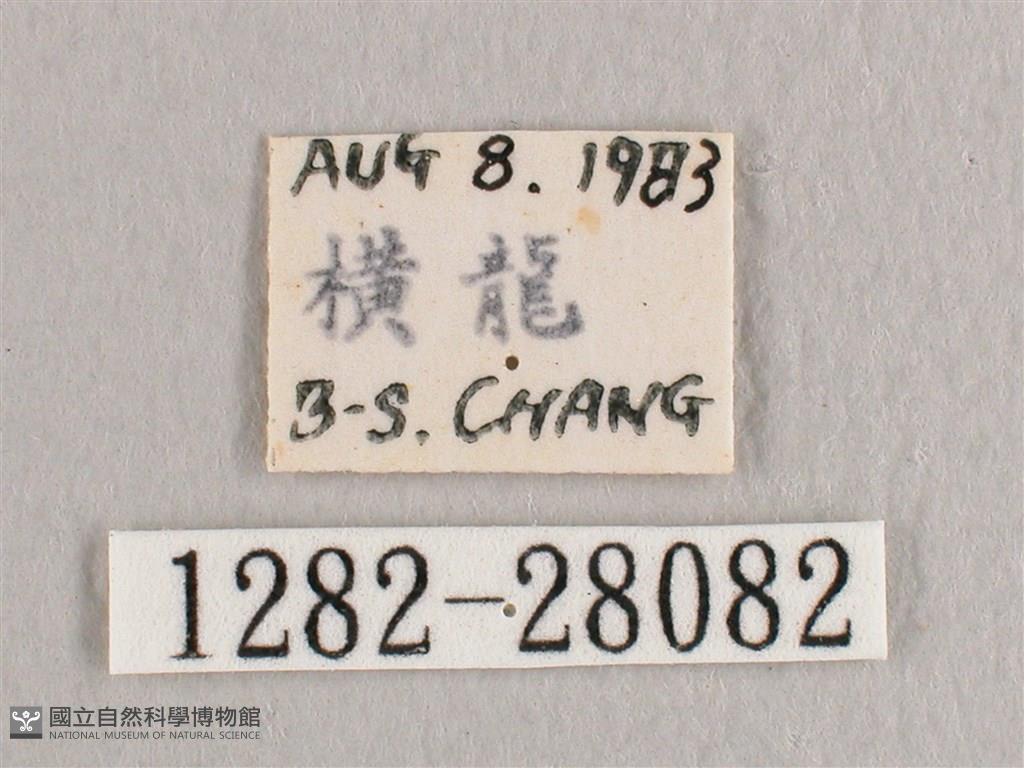 AUG 8. 1983
橫龍
B-S. CHANG
1282-28082
國立自然科學博物館
NATIONAL MUSEUM OF NATURAL SCIENCE